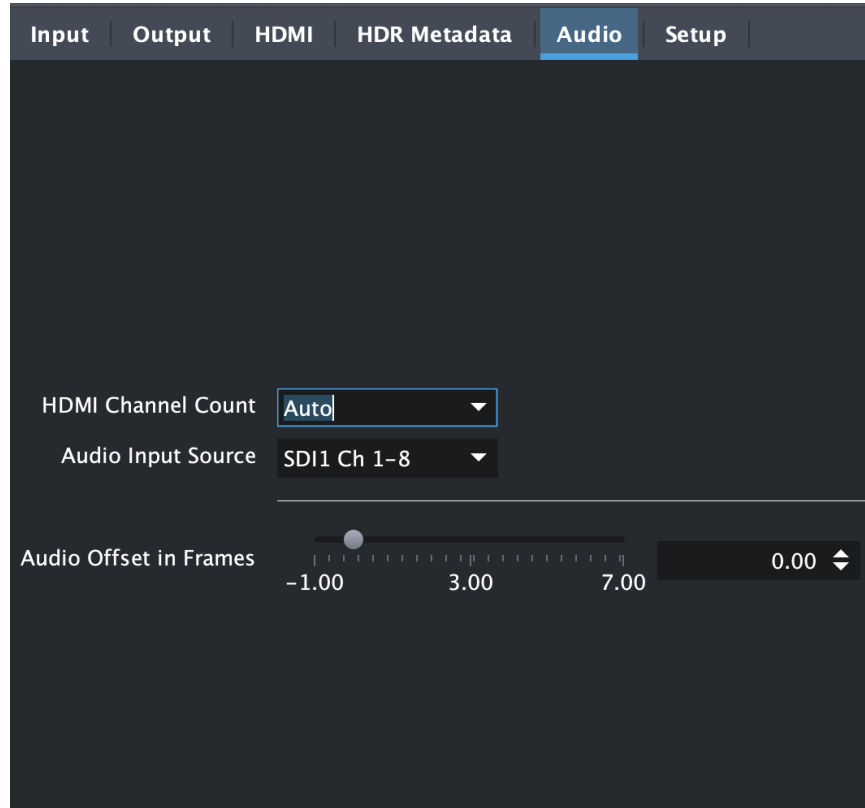 Input Output HDMI HDR Metadata Audio Setup
HDMI Channel Count Auto
Audio Input Source SDI1 Ch 1–8
Audio Offset in Frames 0.00
–1.00 3.00 7.00